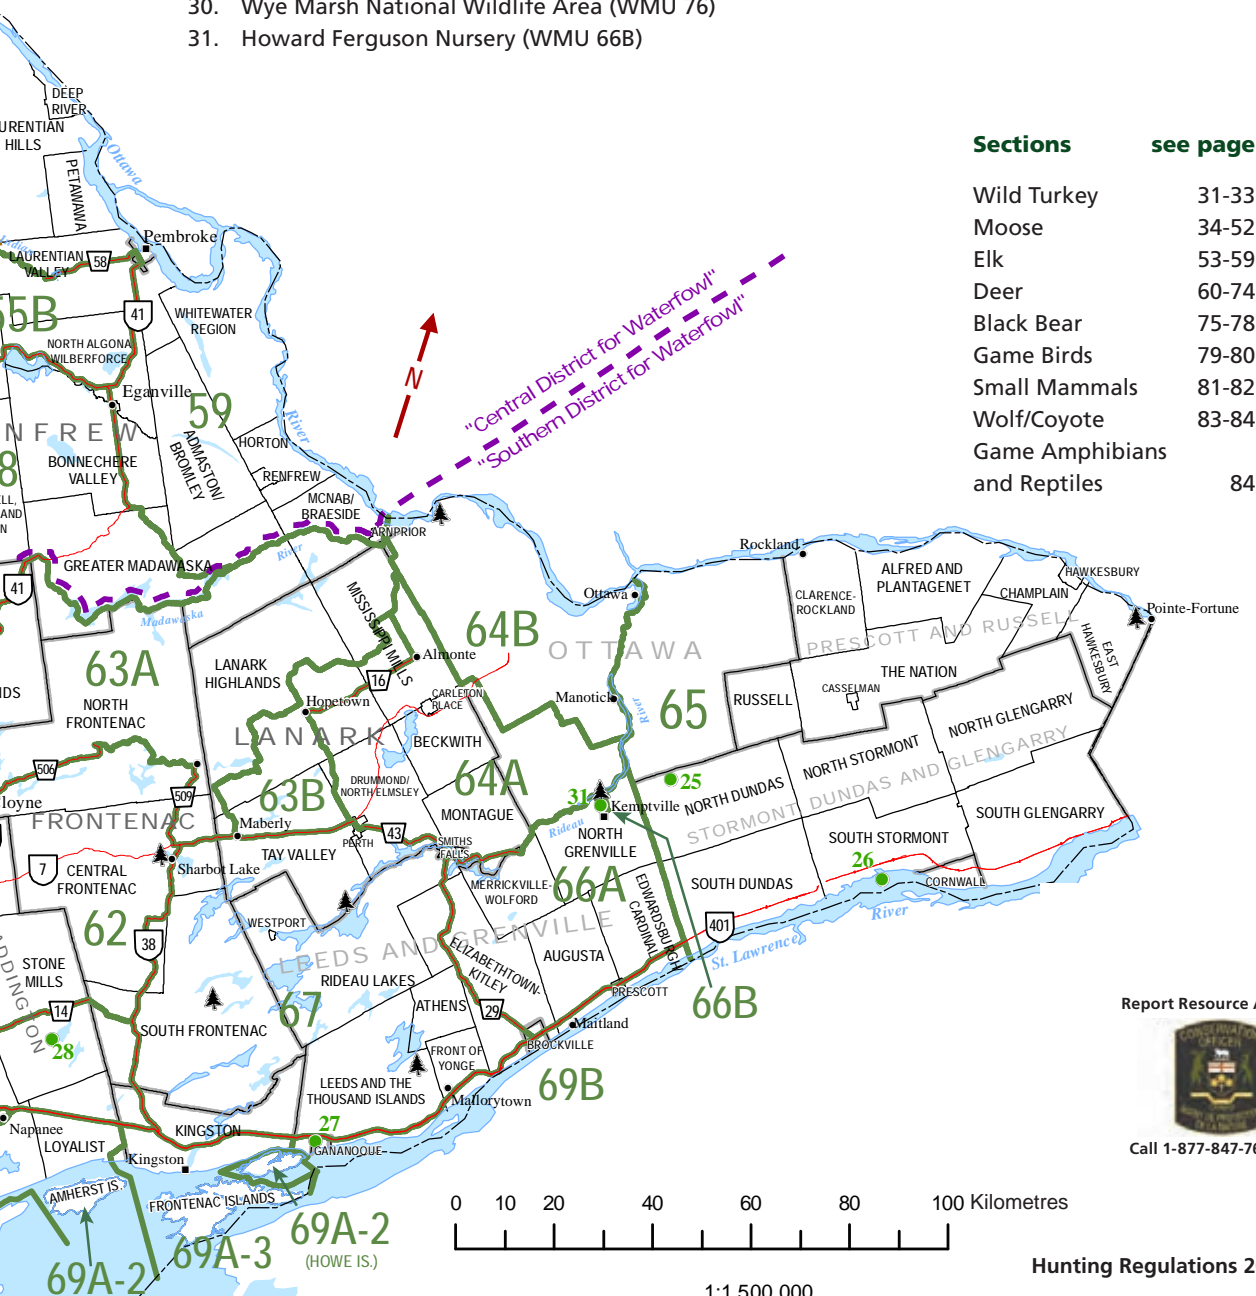 30. Wye Marsh National Wildlife Area (WMU 76)
31. Howard Ferguson Nursery (WMU 66B)
Sections see page
Wild Turkey 31-33
Moose 34-52
Elk 53-59
Deer 60-74
Black Bear 75-78
Game Birds 79-80
Small Mammals 81-82
Wolf/Coyote 83-84
Game Amphibians
and Reptiles 84
DEEP
RIVER
URENTIAN
HILLS
PETAWAWA
Ottawa
Pembroke
Indian
LAURENTIAN
VALLEY
58
55B
41
WHITEWATER
REGION
NORTH ALGONA
WILBERFORCE
Eganville
59
NFREW
8
BONNECHERE
VALLEY
ADMASTON/
BROMLEY
HORTON
River
RENFREW
MCNAB/
BRAESIDE
ARNPRIOR
ELL,
AND
N
GREATER MADAWASKA
River
Madawaska
41
N
"Central District for Waterfowl"
"Southern District for Waterfowl"
Rockland
Ottawa
CLARENCE-
ROCKLAND
ALFRED AND
PLANTAGENET
HAWKESBURY
CHAMPLAIN
Pointe-Fortune
PRESCOTT AND RUSSELL
EAST
HAWKESBURY
MISSISSIPPI MILLS
64B
OTTAWA
Almonte
63A
LANARK
HIGHLANDS
16
THE NATION
CASSELMAN
NDS
NORTH
FRONTENAC
Hopetown
CARLETON
PLACE
Manotick
River
65
RUSSELL
NORTH GLENGARRY
LANARK
BECKWITH
NORTH STORMONT
506
509
63B
DRUMMOND/
NORTH ELMSLEY
64A
25
NORTH DUNDAS
STORMONT, DUNDAS AND GLENGARRY
loyne
FRONTENAC
Maberly
MONTAGUE
31
Kemptville
SOUTH GLENGARRY
43
PERTH
SMITHS
FALLS
Rideau
NORTH
GRENVILLE
SOUTH STORMONT
7
CENTRAL
FRONTENAC
Sharbot Lake
TAY VALLEY
26
MERRICKVILLE-
WOLFORD
66A
SOUTH DUNDAS
CORNWALL
WESTPORT
EDWARDSBURGH
CARDINAL
River
62
38
401
LEEDS AND GRENVILLE
St. Lawrence
ADDINGTON
STONE
MILLS
ELIZABETHTOWN-
KITLEY
AUGUSTA
RIDEAU LAKES
PRESCOTT
66B
14
67
ATHENS
29
Maitland
SOUTH FRONTENAC
28
FRONT OF
YONGE
BROCKVILLE
LEEDS AND THE
THOUSAND ISLANDS
69B
Mallorytown
27
Napanee
KINGSTON
GANANOQUE
LOYALIST
Kingston
AMHERST IS.
FRONTENAC ISLANDS
69A-2
(HOWE IS.)
69A-3
69A-2
0 10 20 40 60 80 100 Kilometres
1:1 500 000
Report Resource A
CONSERVATION
OFFICER
Call 1-877-847-76
Hunting Regulations 2